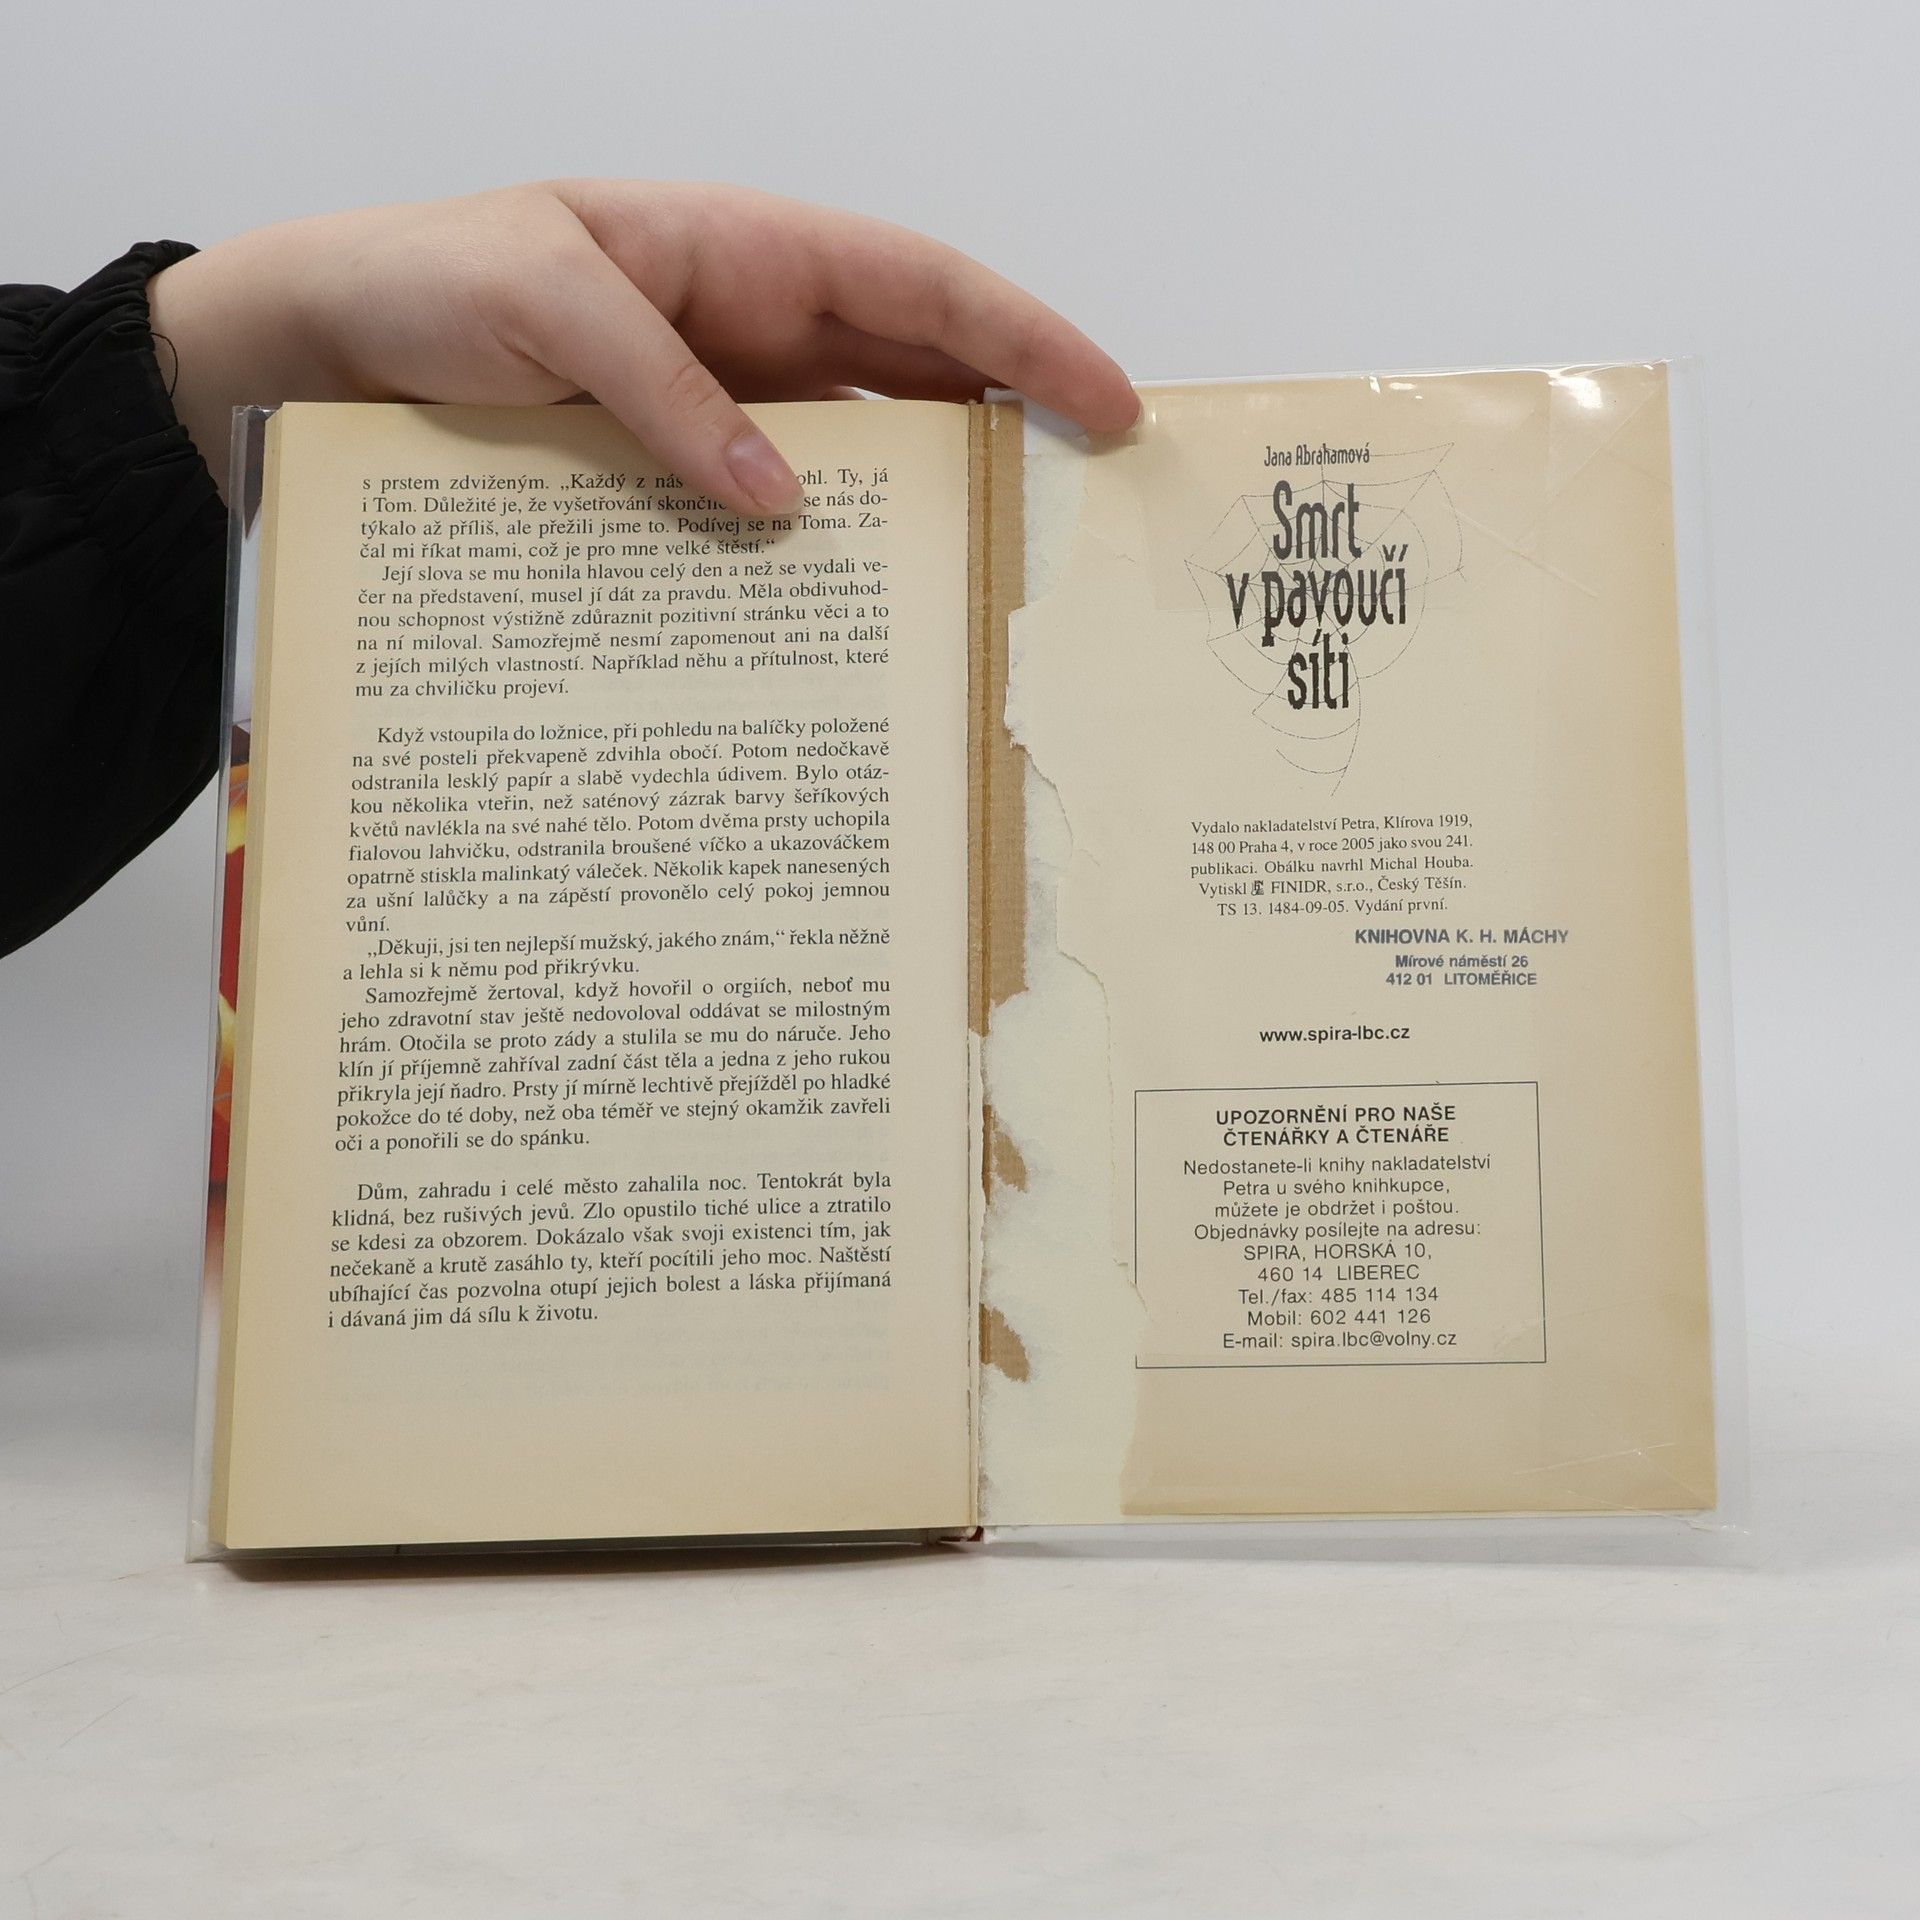 s prstem zdviženým. „Každý z nás ohl. Ty, já
i Tom. Důležité je, že vyšetřování skonči se nás do-
týkalo až příliš, ale přežili jsme to. Podívej se na Toma. Za-
čal mi říkat mami, což je pro mne velké štěstí.“
Její slova se mu honila hlavou celý den a než se vydali ve-
čer na představení, musel jí dát za pravdu. Měla obdivuhod-
nou schopnost výstižně zdůraznit pozitivní stránku věci a to
na ní miloval. Samozřejmě nesmí zapomenout ani na další
z jejích milých vlastností. Například něhu a přítulnost, které
mu za chviličku projeví.
Když vstoupila do ložnice, při pohledu na balíčky položené
na své posteli překvapeně zdvihla obočí. Potom nedočkavě
odstranila lesklý papír a slabě vydechla údivem. Bylo otáz-
kou několika vteřin, než saténový zázrak barvy šeříkových
květů navlékla na své nahé tělo. Potom dvěma prsty uchopila
fialovou lahvičku, odstranila broušené víčko a ukazováčkem
opatrně stiskla malinkatý váleček. Několik kapek nanesených
za ušní lalůčky a na zápěstí provonělo celý pokoj jemnou
vůní.
„Děkuji, jsi ten nejlepší mužský, jakého znám,“ řekla něžně
a lehla si k němu pod přikrývku.
Samozřejmě žertoval, když hovořil o orgiích, neboť mu
jeho zdravotní stav ještě nedovoloval oddávat se milostným
hrám. Otočila se proto zády a stulila se mu do náruče. Jeho
klín jí příjemně zahříval zadní část těla a jedna z jeho rukou
přikryla její ňadro. Prsty jí mírně lechtivě přejížděl po hladké
pokožce do té doby, než oba téměř ve stejný okamžik zavřeli
oči a ponořili se do spánku.
Dům, zahradu i celé město zahalila noc. Tentokrát byla
klidná, bez rušivých jevů. Zlo opustilo tiché ulice a ztratilo
se kdesi za obzorem. Dokázalo však svoji existenci tím, jak
nečekaně a krutě zasáhlo ty, kteří pocítili jeho moc. Naštěstí
ubíhající čas pozvolna otupí jejich bolest a láska přijímaná
i dávaná jim dá sílu k životu.
Jana Abrahamová
Smrt
v pavoučí
síti
Vydalo nakladatelství Petra, Klírova 1919,
148 00 Praha 4, v roce 2005 jako svou 241.
publikaci. Obálku navrhl Michal Houba.
Vytiskl FINIDR, s.r.o., Český Těšín.
TS 13. 1484-09-05. Vydání první.
KNIHOVNA K. H. MÁCHY
Mírové náměstí 26
412 01 LITOMĚŘICE
www.spira-lbc.cz
UPOZORNĚNÍ PRO NAŠE
ČTENÁŘKY A ČTENÁŘE
Nedostanete-li knihy nakladatelství
Petra u svého knihkupce,
můžete je obdržet i poštou.
Objednávky posílejte na adresu:
SPIRA, HORSKÁ 10,
460 14 LIBEREC
Tel./fax: 485 114 134
Mobil: 602 441 126
E-mail: spira.lbc@volny.cz